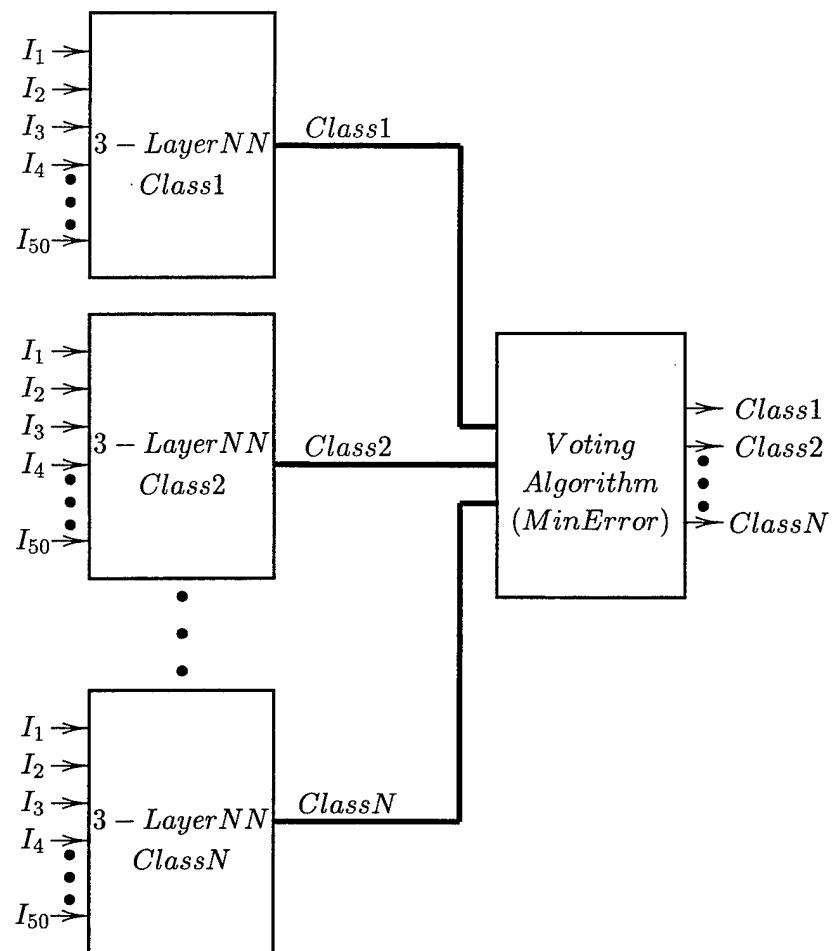 I₁
I₂
I₃
I₄
I₅₀
3 – LayerNN
Class1
Class1
I₁
I₂
I₃
I₄
I₅₀
3 – LayerNN
Class2
Class2
I₁
I₂
I₃
I₄
I₅₀
3 – LayerNN
ClassN
ClassN
Voting
Algorithm
(MinError)
Class1
Class2
ClassN